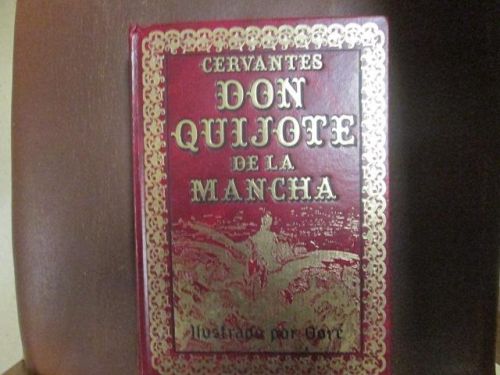 CERVANTES
DON
QUIJOTE
DE LA
MANCHA
Ilustrado por Doré